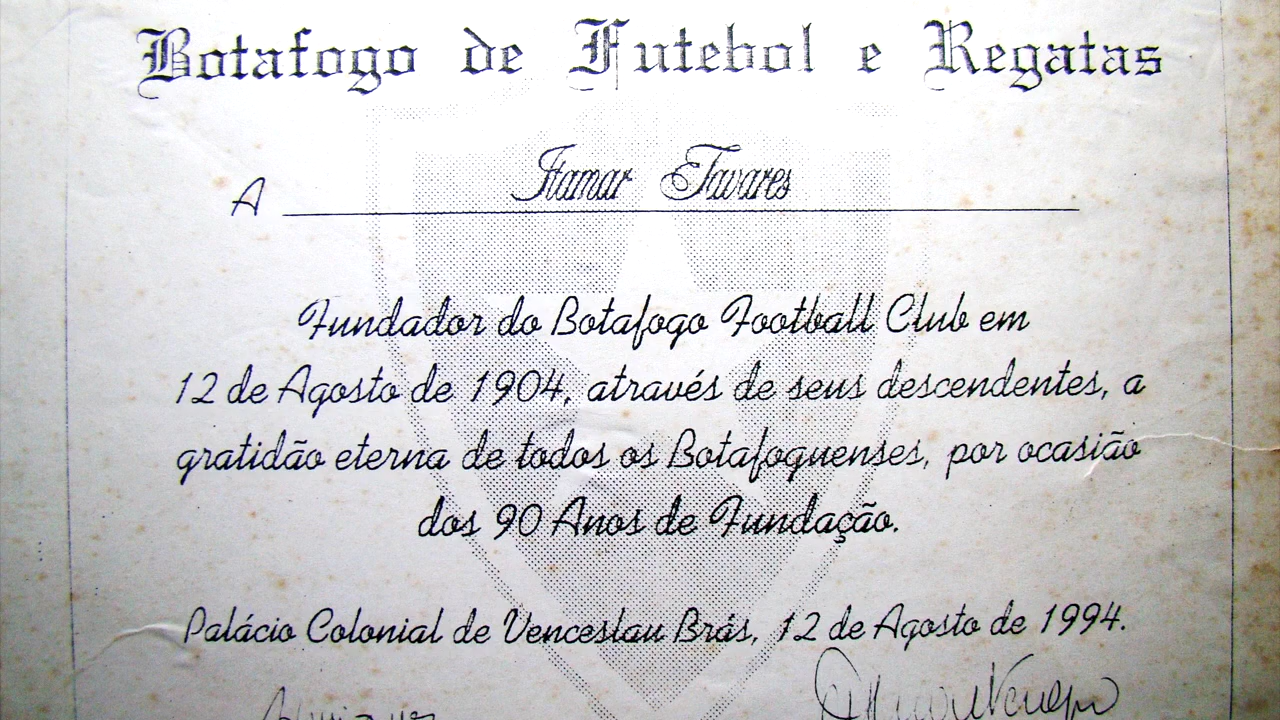 Botafogo de Futebol e Regatas
A Itamar Tavares
Fundador do Botafogo Football Club em
12 de Agosto de 1904, através de seus descendentes, a
gratidão eterna de todos os Botafoguenses, por ocasião
dos 90 Anos de Fundação.
Palácio Colonial de Venceslau Brás, 12 de Agosto de 1994.